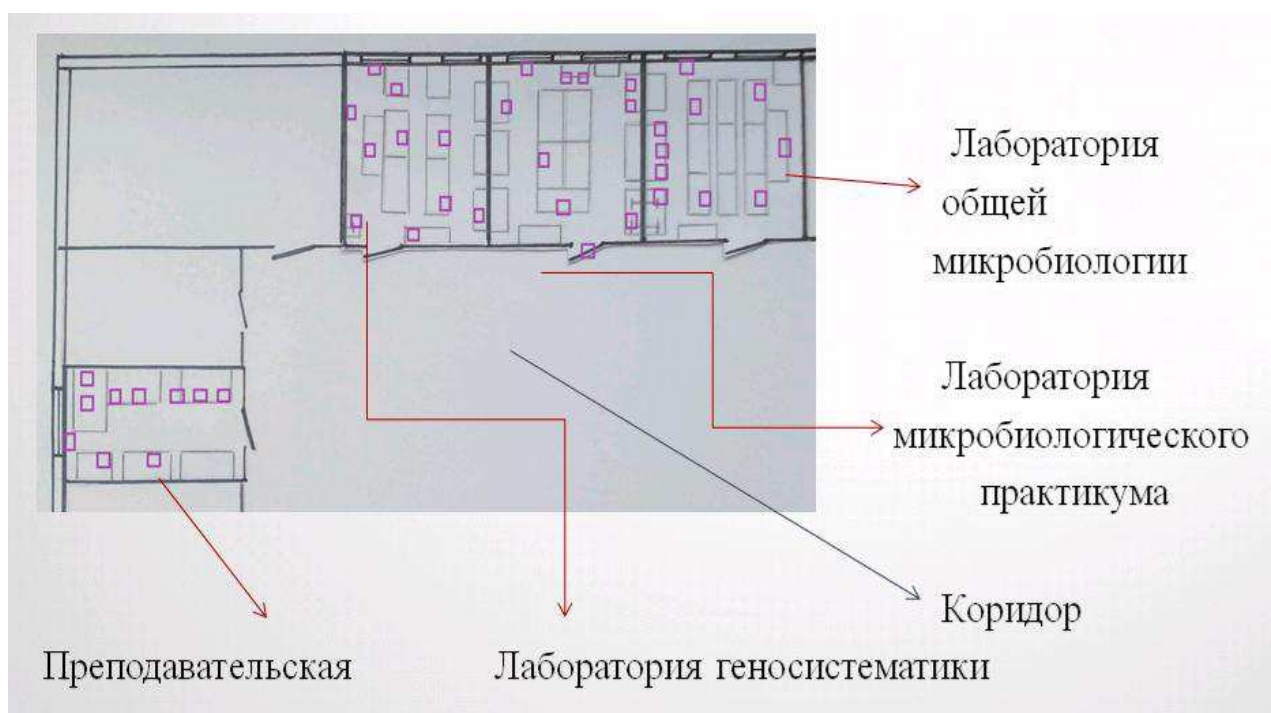 Лаборатория
общей
микробиологии
Лаборатория
микробиологического
практикума
Коридор
Преподавательская
Лаборатория геносистематики